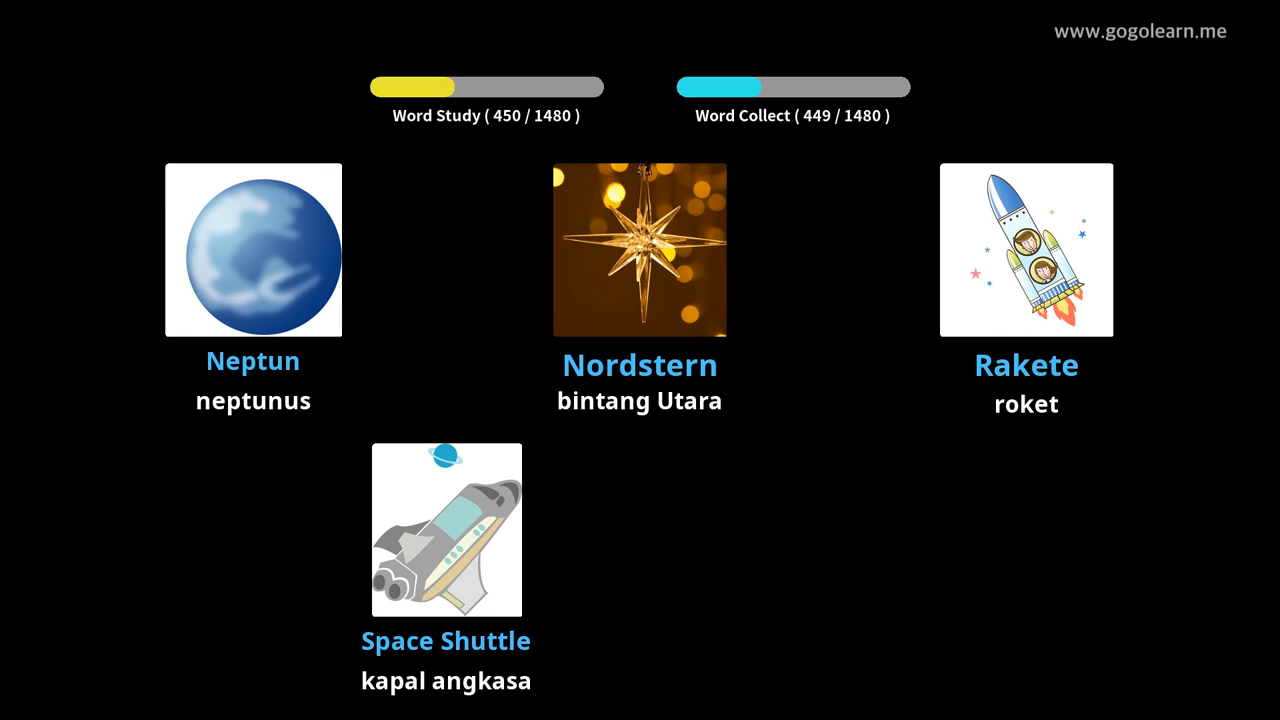 www.gogolearn.me
Word Study ( 450 / 1480 )
Word Collect ( 449 / 1480 )
Neptun
neptunus
Nordstern
bintang Utara
Rakete
roket
Space Shuttle
kapal angkasa